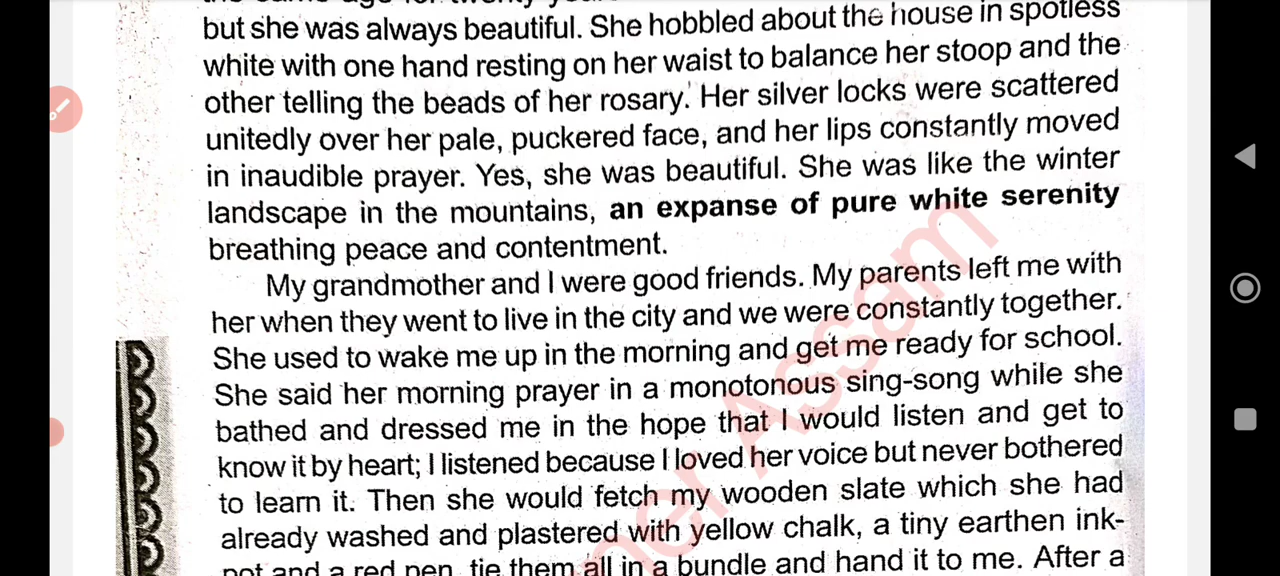 but she was always beautiful. She hobbled about the house in spotless
white with one hand resting on her waist to balance her stoop and the
other telling the beads of her rosary. Her silver locks were scattered
unitedly over her pale, puckered face, and her lips constantly moved
in inaudible prayer. Yes, she was beautiful. She was like the winter
landscape in the mountains, an expanse of pure white serenity
breathing peace and contentment.
My grandmother and I were good friends. My parents left me with
her when they went to live in the city and we were constantly together.
She used to wake me up in the morning and get me ready for school.
She said her morning prayer in a monotonous sing-song while she
bathed and dressed me in the hope that I would listen and get to
know it by heart; I listened because I loved her voice but never bothered
to learn it. Then she would fetch my wooden slate which she had
already washed and plastered with yellow chalk, a tiny earthen ink-
pot and a red pen, tie them all in a bundle and hand it to me. After a
Assam